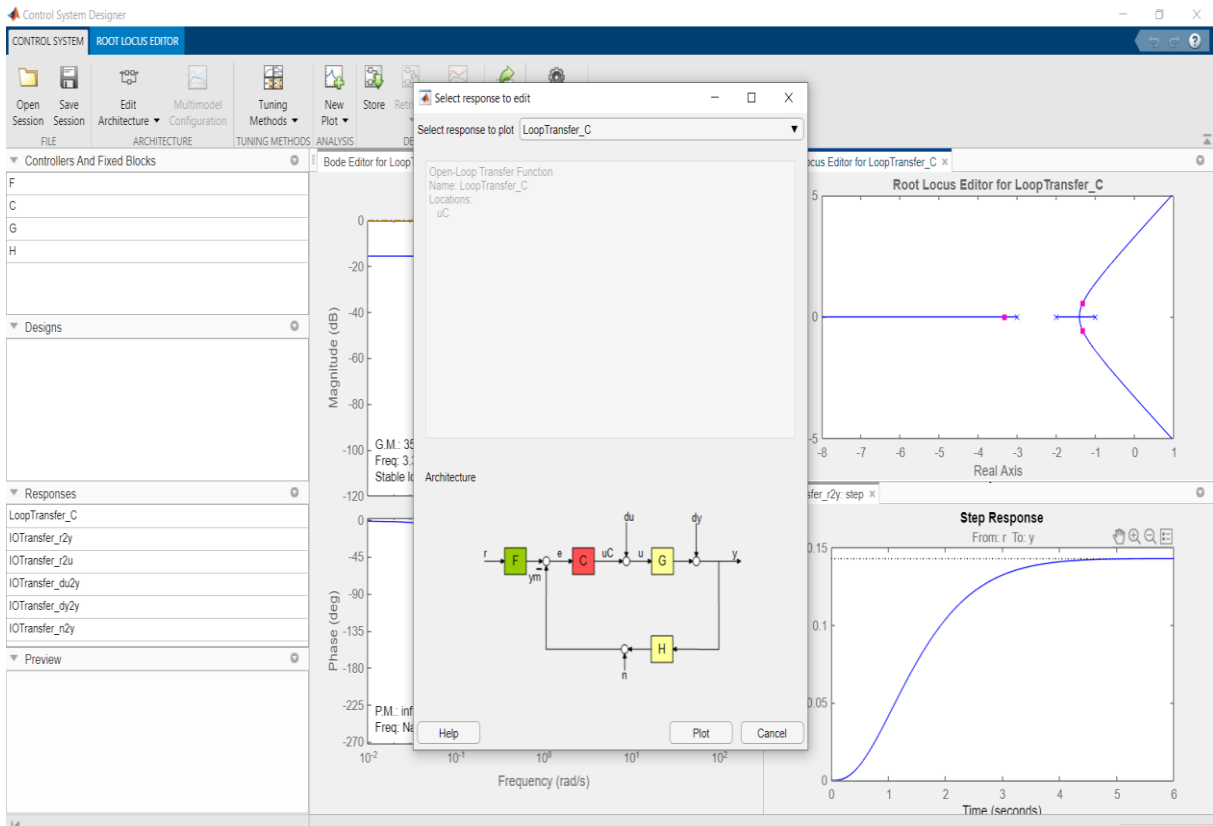 Control System Designer
CONTROL SYSTEM
ROOT LOCUS EDITOR
Open Session
Save Session
Edit Architecture
Multimodel Configuration
Tuning Methods
New Plot
Store
Retri
FILE
ARCHITECTURE
TUNING METHODS
ANALYSIS
DE
Controllers And Fixed Blocks
F
C
G
H
Designs
Responses
LoopTransfer_C
IOTransfer_r2y
IOTransfer_r2u
IOTransfer_du2y
IOTransfer_dy2y
IOTransfer_n2y
Preview
Bode Editor for LoopT
Magnitude (dB)
0
-20
-40
-60
-80
-100
-120
G.M.: 35
Freq: 3.3
Stable lo
Phase (deg)
0
-45
-90
-135
-180
-225
-270
P.M.: inf
Freq: Na
10-2
10-1
100
101
102
Frequency (rad/s)
Select response to edit
Select response to plot
LoopTransfer_C
Open-Loop Transfer Function
Name: LoopTransfer_C
Locations:
uC
Architecture
r
F
e
C
uC
du
u
G
dy
y
ym
H
n
Help
Plot
Cancel
ocus Editor for LoopTransfer_C
Root Locus Editor for LoopTransfer_C
5
0
-5
-8
-7
-6
-5
-4
-3
-2
-1
0
1
Real Axis
sfer_r2y: step
Step Response
From: r To: y
0.15
0.1
0.05
0
0
1
2
3
4
5
6
Time (seconds)